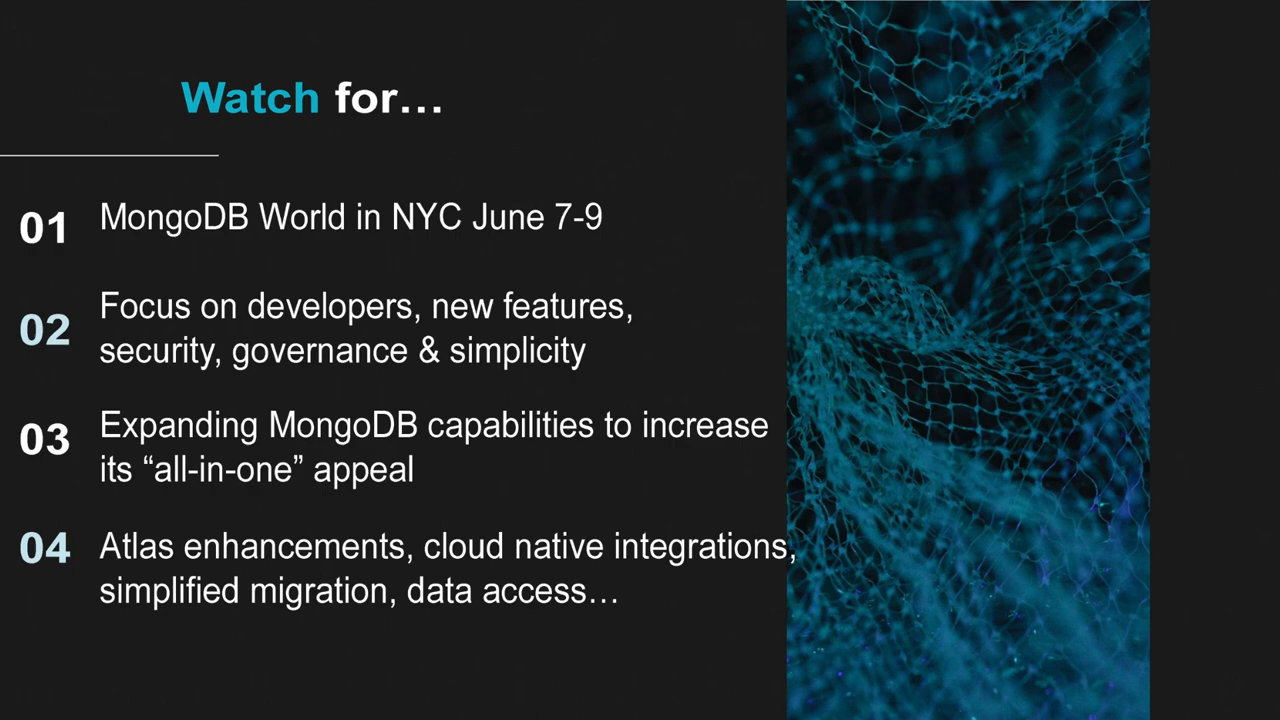 Watch for…
01 MongoDB World in NYC June 7-9
02 Focus on developers, new features,
security, governance & simplicity
03 Expanding MongoDB capabilities to increase
its “all-in-one” appeal
04 Atlas enhancements, cloud native integrations,
simplified migration, data access…